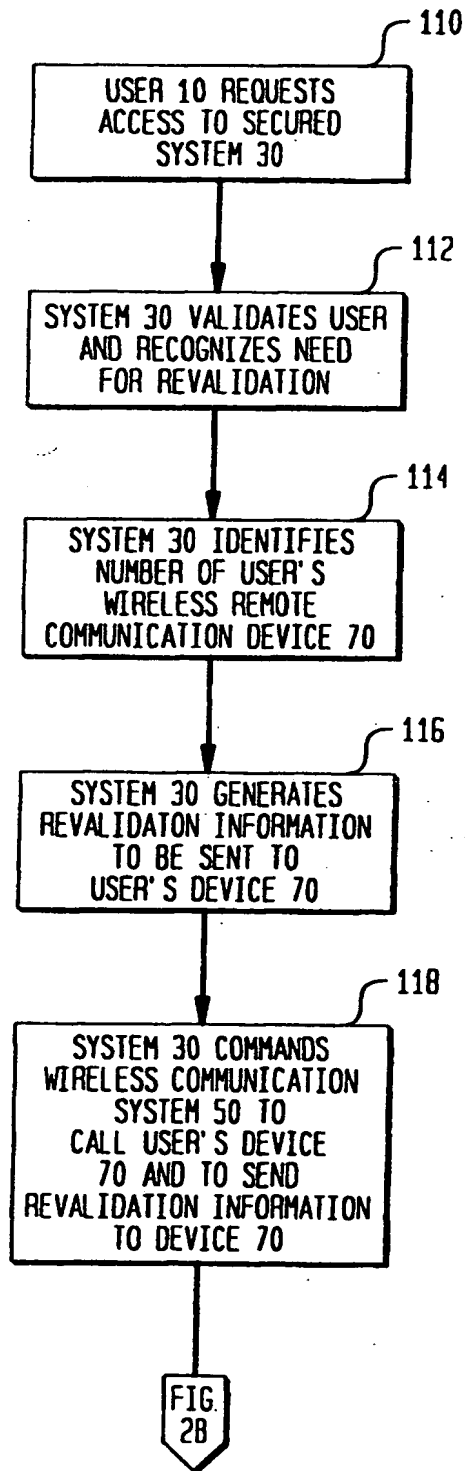 110
USER 10 REQUESTS
ACCESS TO SECURED
SYSTEM 30
112
SYSTEM 30 VALIDATES USER
AND RECOGNIZES NEED
FOR REVALIDATION
114
SYSTEM 30 IDENTIFIES
NUMBER OF USER'S
WIRELESS REMOTE
COMMUNICATION DEVICE 70
116
SYSTEM 30 GENERATES
REVALIDATON INFORMATION
TO BE SENT TO
USER'S DEVICE 70
118
SYSTEM 30 COMMANDS
WIRELESS COMMUNICATION
SYSTEM 50 TO
CALL USER'S DEVICE
70 AND TO SEND
REVALIDATION INFORMATION
TO DEVICE 70
FIG.
2B